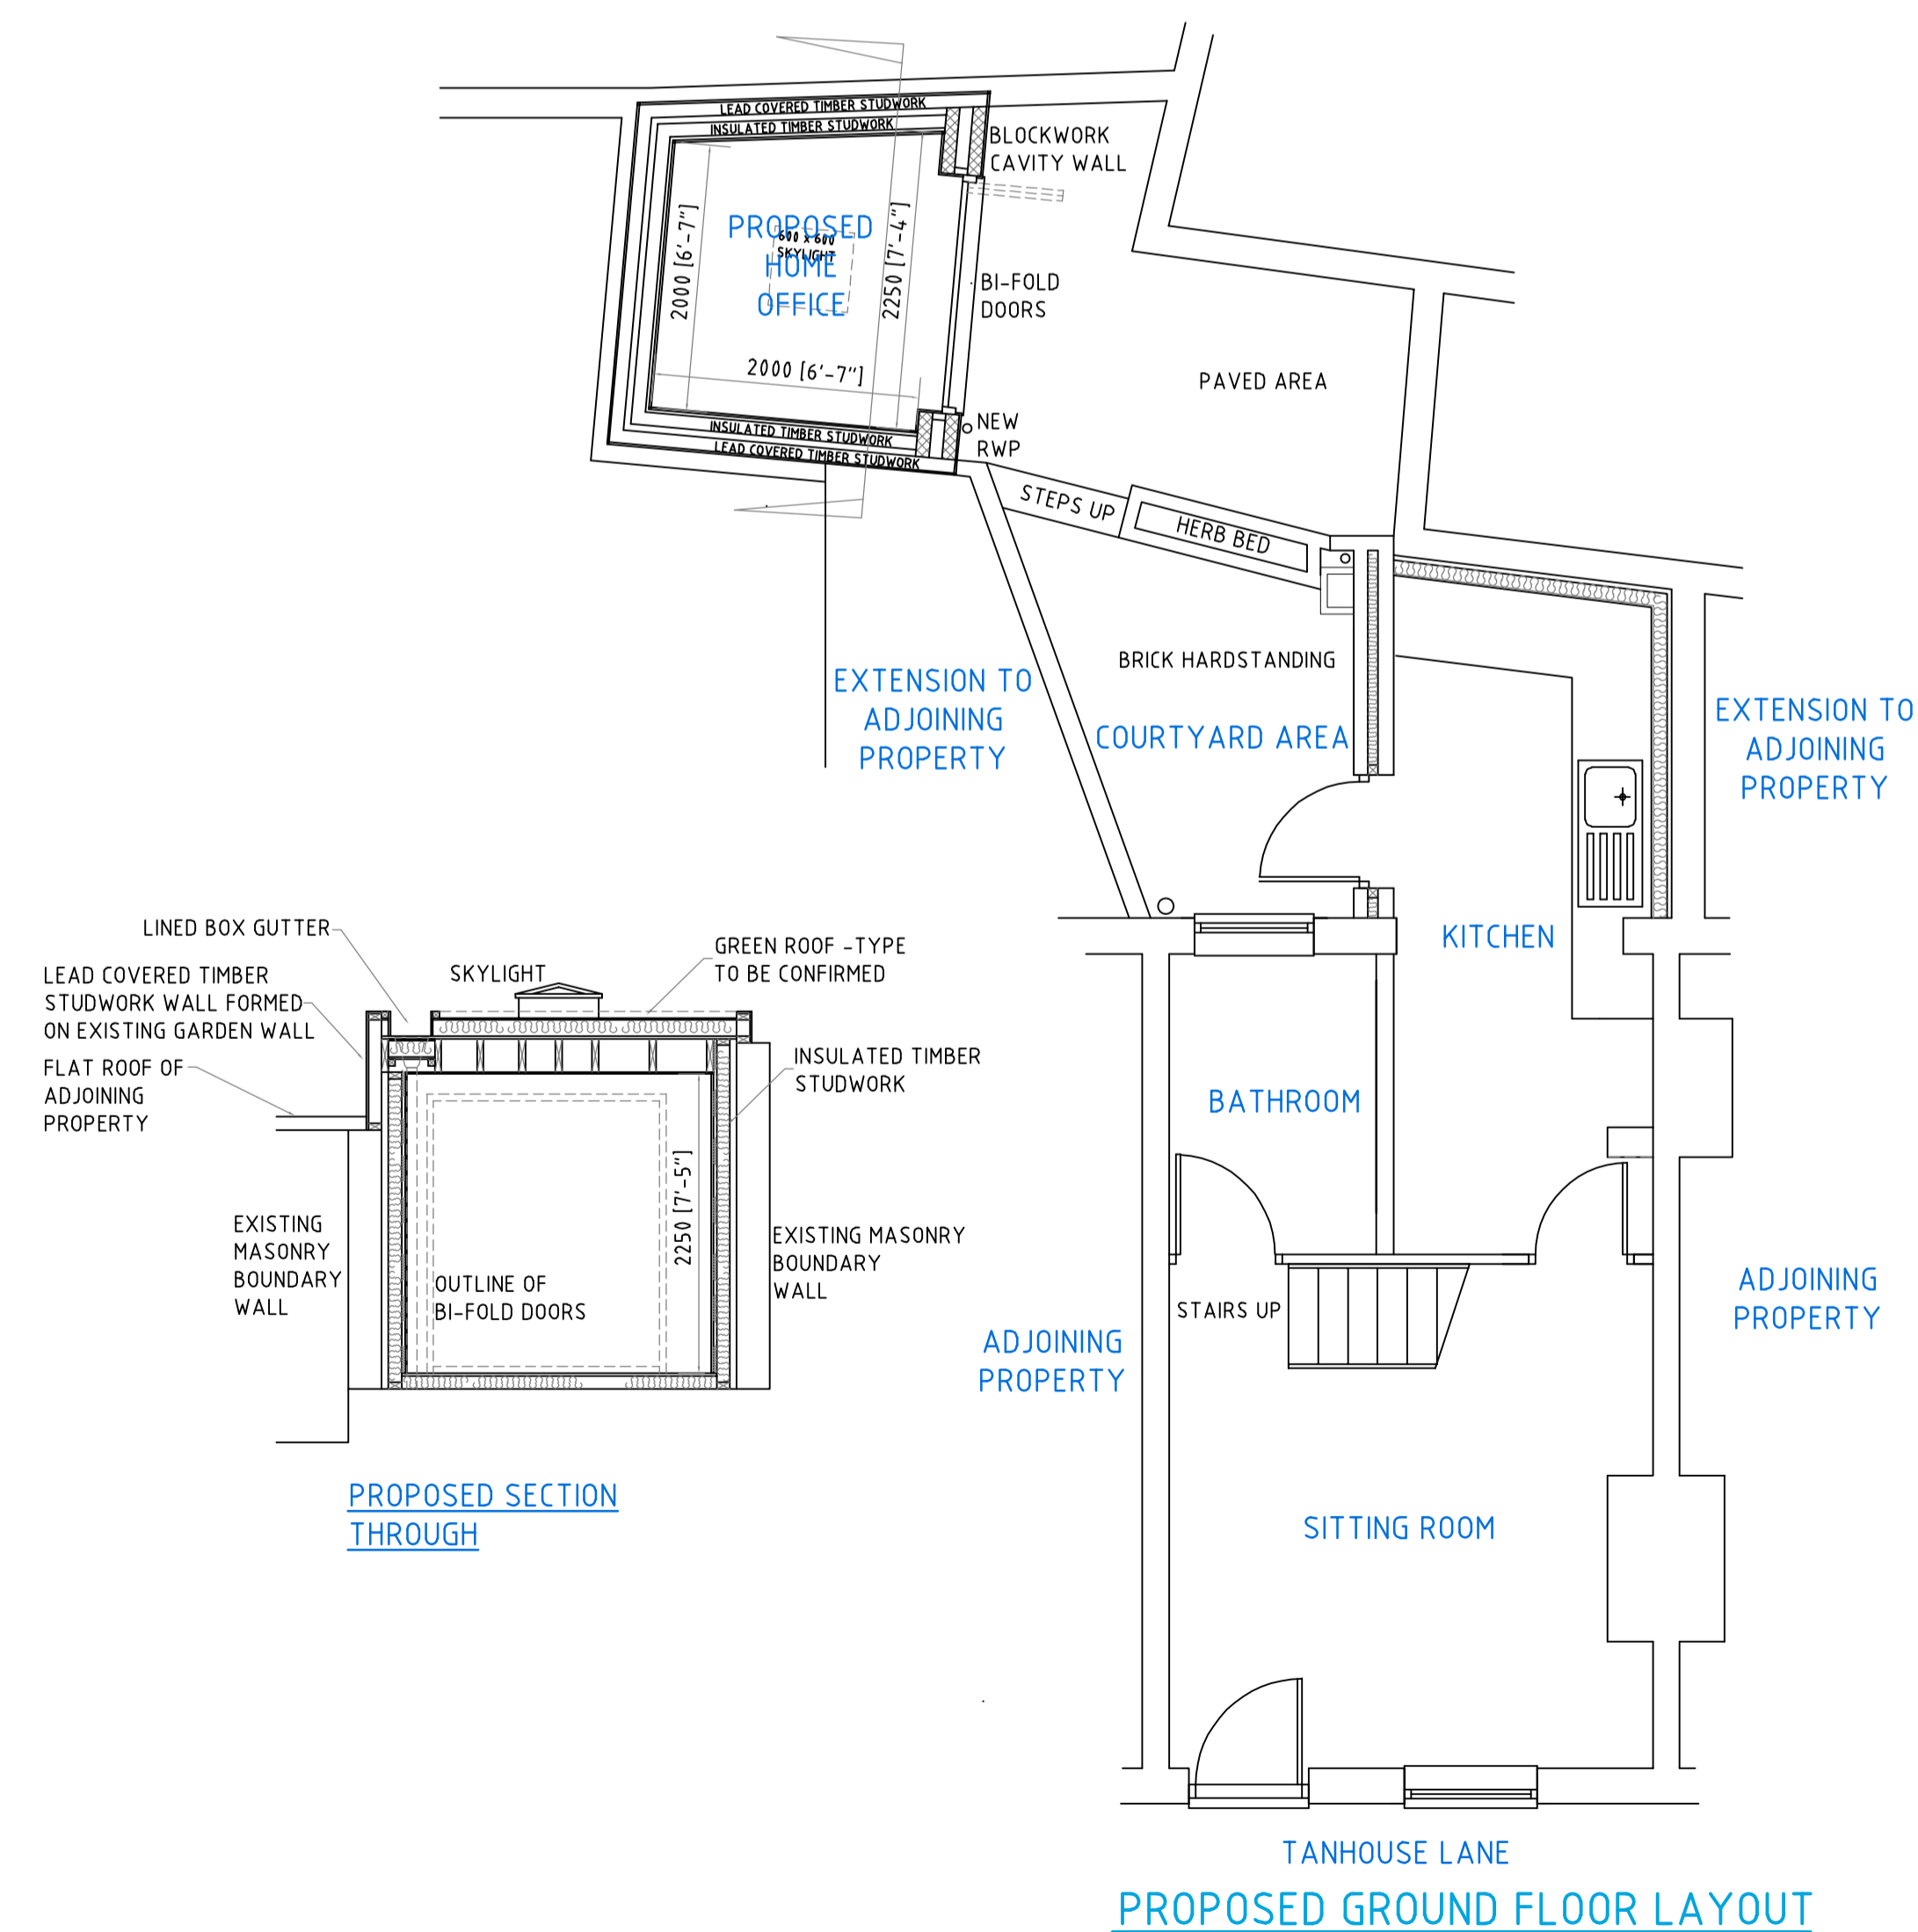 LEAD COVERED TIMBER STUDWORK
INSULATED TIMBER STUDWORK
BLOCKWORK
CAVITY WALL
PROPOSED
HOME
OFFICE
600 x 600
SKYLIGHT
2000 [6'-7"]
2250 [7'-4"]
2000 [6'-7"]
BI-FOLD
DOORS
PAVED AREA
NEW
RWP
INSULATED TIMBER STUDWORK
LEAD COVERED TIMBER STUDWORK
STEPS UP
HERB BED
BRICK HARDSTANDING
EXTENSION TO
ADJOINING
PROPERTY
COURTYARD AREA
EXTENSION TO
ADJOINING
PROPERTY
KITCHEN
BATHROOM
STAIRS UP
ADJOINING
PROPERTY
ADJOINING
PROPERTY
SITTING ROOM
LINED BOX GUTTER
LEAD COVERED TIMBER
STUDWORK WALL FORMED
ON EXISTING GARDEN WALL
FLAT ROOF OF
ADJOINING
PROPERTY
SKYLIGHT
GREEN ROOF -TYPE
TO BE CONFIRMED
INSULATED TIMBER
STUDWORK
EXISTING
MASONRY
BOUNDARY
WALL
OUTLINE OF
BI-FOLD DOORS
2250 [7'-5"]
EXISTING MASONRY
BOUNDARY
WALL
PROPOSED SECTION
THROUGH
TANHOUSE LANE
PROPOSED GROUND FLOOR LAYOUT